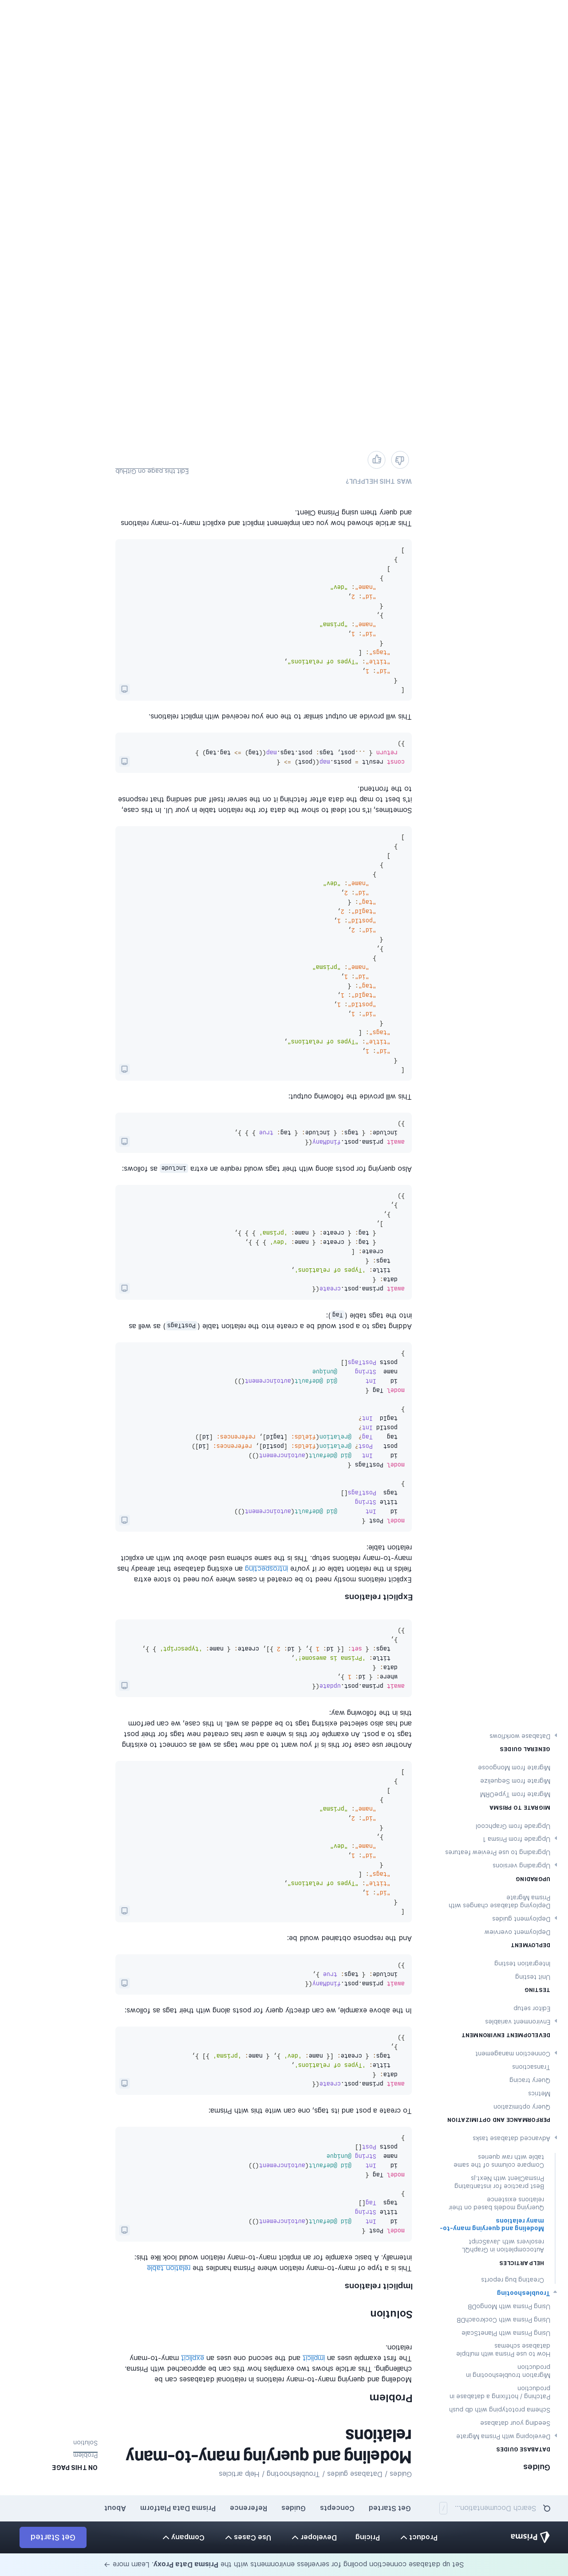 Set up database connection pooling for serverless environments with the Prisma Data Proxy. Learn more →
Prisma
Product
Pricing
Developer
Use Cases
Company
Get Started
Search Documentation...
/
Get Started
Concepts
Guides
Reference
Prisma Data Platform
About
Guides
DATABASE GUIDES
Developing with Prisma Migrate
Seeding your database
Schema prototyping with db push
Patching / hotfixing a database in
production
Migration troubleshooting in
production
How to use Prisma with multiple
database schemas
Using Prisma with PlanetScale
Using Prisma with CockroachDB
Using Prisma with MongoDB
Troubleshooting
Creating bug reports
HELP ARTICLES
Autocompletion in GraphQL
resolvers with JavaScript
Modeling and querying many-to-
many relations
Querying models based on their
relations existence
Best practice for instantiating
PrismaClient with Next.js
Compare columns of the same
table with raw queries
Advanced database tasks
PERFORMANCE AND OPTIMIZATION
Query optimization
Metrics
Query tracing
Transactions
Connection management
DEVELOPMENT ENVIRONMENT
Environment variables
Editor setup
TESTING
Unit testing
Integration testing
DEPLOYMENT
Deployment overview
Deployment guides
Deploying database changes with
Prisma Migrate
UPGRADING
Upgrading versions
Upgrading to use Preview features
Upgrade from Prisma 1
Upgrade from Graphcool
MIGRATE TO PRISMA
Migrate from TypeORM
Migrate from Sequelize
Migrate from Mongoose
GENERAL GUIDES
Database workflows
Guides / Database guides / Troubleshooting / Help articles
Modeling and querying many-to-many
relations
Problem
Modeling and querying many-to-many relations in relational databases can be
challenging. This article shows two example how this can be approached with Prisma.
The first example uses an implicit and the second one uses an explicit many-to-many
relation.
Solution
Implicit relations
This is a type of many-to-many relation where Prisma handles the relation table
internally. A basic example for an implicit many-to-many relation would look like this:
model Post {
id    Int    @id @default(autoincrement())
title String
tags  Tag[]
}
model Tag {
id    Int    @id @default(autoincrement())
name  String @unique
posts Post[]
}
To create a post and its tags, one can write this with Prisma:
await prisma.post.create({
data: {
title: 'Types of relations',
tags: { create: [{ name: 'dev' }, { name: 'prisma' }] },
},
})
In the above example, we can directly query for posts along with their tags as follows:
await prisma.post.findMany({
include: { tags: true },
})
And the response obtained would be:
[
{
"id": 1,
"title": "Types of relations",
"tags": [
{
"id": 1,
"name": "dev"
},
{
"id": 2,
"name": "prisma"
}
]
}
]
Another use case for this is if you want to add new tags as well as connect to existing
tags to a post. An example for this is where a user has created new tags for their post
and has also selected existing tags to be added as well. In this case, we can perform
this in the following way:
await prisma.post.update({
where: { id: 1 },
data: {
title: 'Prisma is awesome!',
tags: { set: [{ id: 1 }, { id: 2 }], create: { name: 'typescript' } },
},
})
Explicit relations
Explicit relations mostly need to be created in cases where you need to store extra
fields in the relation table or if you're introspecting an existing database that already has
many-to-many relations setup. This is the same schema used above but with an explicit
relation table:
model Post {
id    Int    @id @default(autoincrement())
title String
tags  PostTags[]
}
model PostTags {
id     Int   @id @default(autoincrement())
post   Post? @relation(fields: [postId], references: [id])
tag    Tag?  @relation(fields: [tagId], references: [id])
postId Int?
tagId  Int?
}
model Tag {
id    Int    @id @default(autoincrement())
name  String @unique
posts PostTags[]
}
Adding tags to a post would be a create into the relation table (PostTags) as well as
into the tags table (Tag):
await prisma.post.create({
data: {
title: 'Types of relations',
tags: {
create: [
{ tag: { create: { name: 'dev' } } },
{ tag: { create: { name: 'prisma' } } },
],
},
},
})
Also querying for posts along with their tags would require an extra include as follows:
await prisma.post.findMany({
include: { tags: { include: { tag: true } } },
})
This will provide the following output:
[
{
"id": 1,
"title": "Types of relations",
"tags": [
{
"id": 1,
"postId": 1,
"tagId": 1,
"tag": {
"id": 1,
"name": "prisma"
}
},
{
"id": 2,
"postId": 1,
"tagId": 2,
"tag": {
"id": 2,
"name": "dev"
}
}
]
}
]
Sometimes, it's not ideal to show the data for the relation table in your UI. In this case,
it's best to map the data after fetching it on the server itself and sending that response
to the frontend.
const result = posts.map((post) => {
return { ...post, tags: post.tags.map((tag) => tag.tag) }
})
This will provide an output similar to the one you received with implicit relations.
[
{
"id": 1,
"title": "Types of relations",
"tags": [
{
"id": 1,
"name": "prisma"
},
{
"id": 2,
"name": "dev"
}
]
}
]
This article showed how you can implement implicit and explicit many-to-many relations
and query them using Prisma Client.
WAS THIS HELPFUL?
Edit this page on GitHub
ON THIS PAGE
Problem
Solution